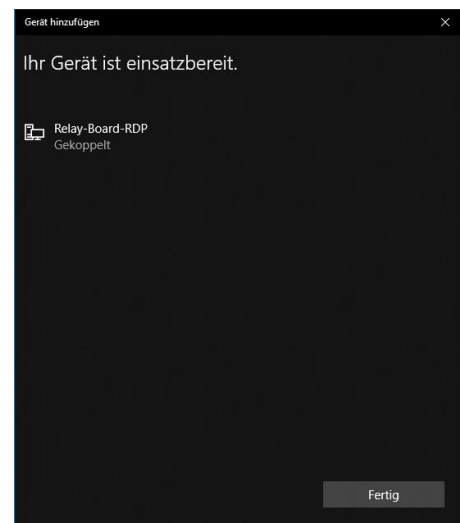 Gerät hinzufügen
Ihr Gerät ist einsatzbereit.
Relay-Board-RDP
Gekoppelt
Fertig